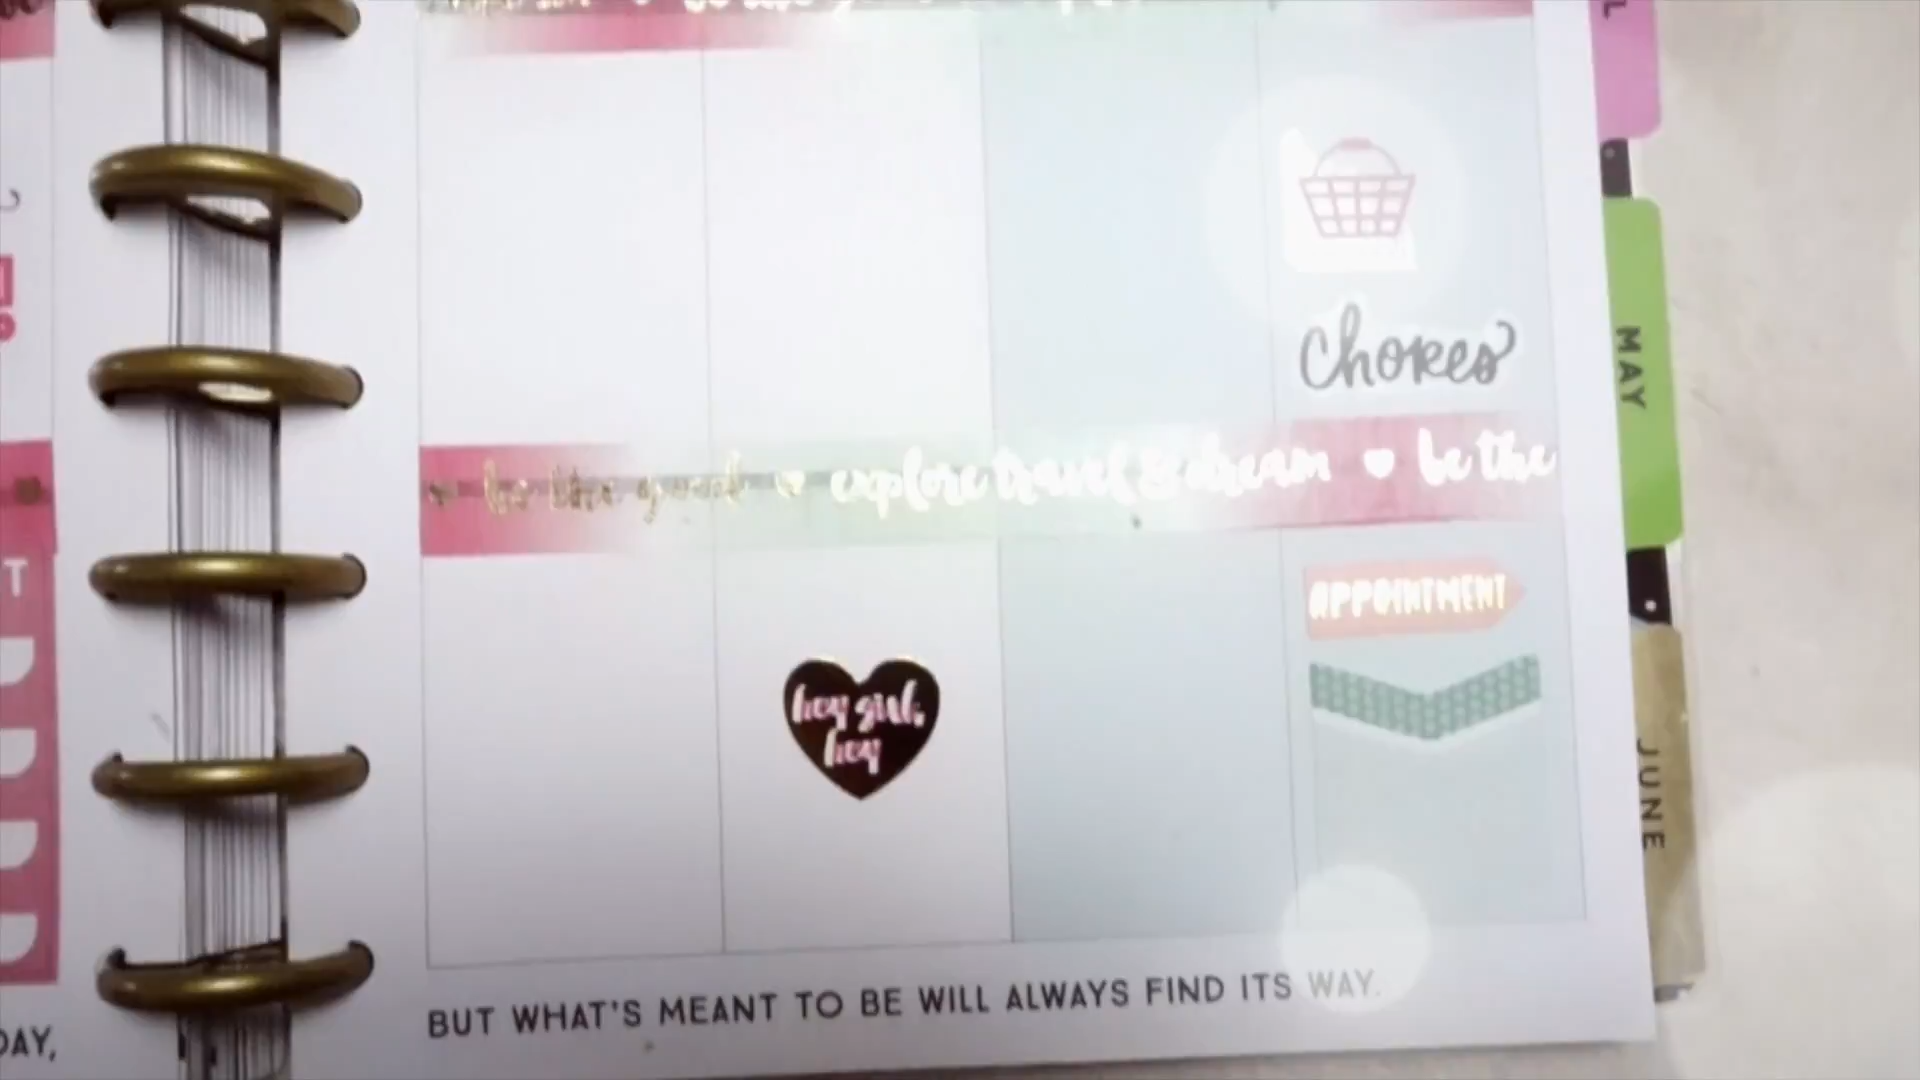 Chores
be the good explore travel & dream be the
APPOINTMENT
hey girl,
hey
BUT WHAT'S MEANT TO BE WILL ALWAYS FIND ITS WAY.
DAY,
MAY
JUNE